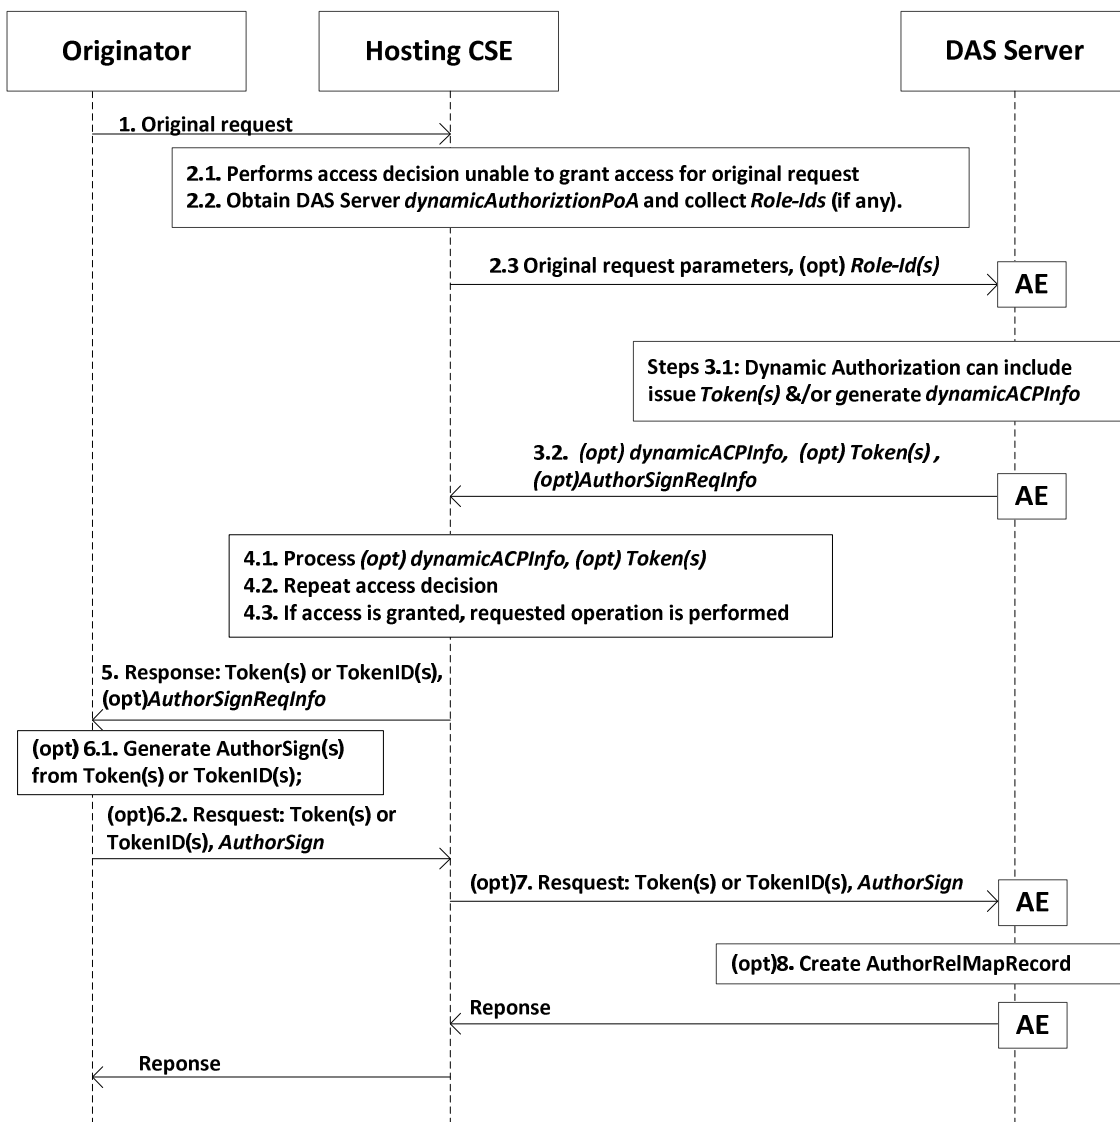 Originator
Hosting CSE
DAS Server
1. Original request
2.1. Performs access decision unable to grant access for original request
2.2. Obtain DAS Server dynamicAuthoriztionPoA and collect Role-Ids (if any).
2.3 Original request parameters, (opt) Role-Id(s)
AE
Steps 3.1: Dynamic Authorization can include
issue Token(s) &/or generate dynamicACPInfo
3.2. (opt) dynamicACPInfo, (opt) Token(s) ,
(opt)AuthorSignReqInfo
AE
4.1. Process (opt) dynamicACPInfo, (opt) Token(s)
4.2. Repeat access decision
4.3. If access is granted, requested operation is performed
5. Response: Token(s) or TokenID(s),
(opt)AuthorSignReqInfo
(opt) 6.1. Generate AuthorSign(s)
from Token(s) or TokenID(s);
(opt)6.2. Resquest: Token(s) or
TokenID(s), AuthorSign
(opt)7. Resquest: Token(s) or TokenID(s), AuthorSign
AE
(opt)8. Create AuthorRelMapRecord
Reponse
AE
Reponse